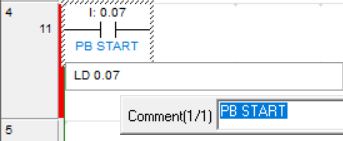 4
I: 0.07
11
PB START
LD 0.07
Comment(1/1) PB START
5